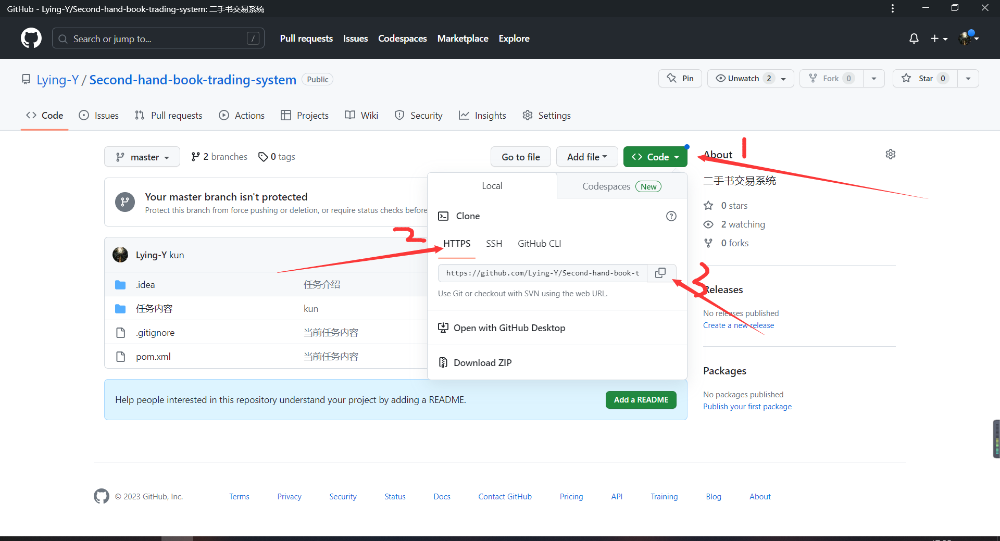 GitHub - Lying-Y/Second-hand-book-trading-system: 二手书交易系统
Search or jump to... /
Pull requests Issues Codespaces Marketplace Explore
Lying-Y / Second-hand-book-trading-system Public
Pin Unwatch 2 Fork 0 Star 0
Code Issues Pull requests Actions Projects Wiki Security Insights Settings
master 2 branches 0 tags
Go to file Add file Code
1
About
二手书交易系统
0 stars
2 watching
0 forks
Your master branch isn't protected
Protect this branch from force pushing or deletion, or require status checks before
Local Codespaces New
Clone
2
HTTPS SSH GitHub CLI
https://github.com/Lying-Y/Second-hand-book-t
3
Use Git or checkout with SVN using the web URL.
Open with GitHub Desktop
Download ZIP
Lying-Y kun
.idea 任务介绍
任务内容 kun
.gitignore 当前任务内容
pom.xml 当前任务内容
Releases
No releases published
Create a new release
Packages
No packages published
Publish your first package
Help people interested in this repository understand your project by adding a README.
Add a README
© 2023 GitHub, Inc. Terms Privacy Security Status Docs Contact GitHub Pricing API Training Blog About